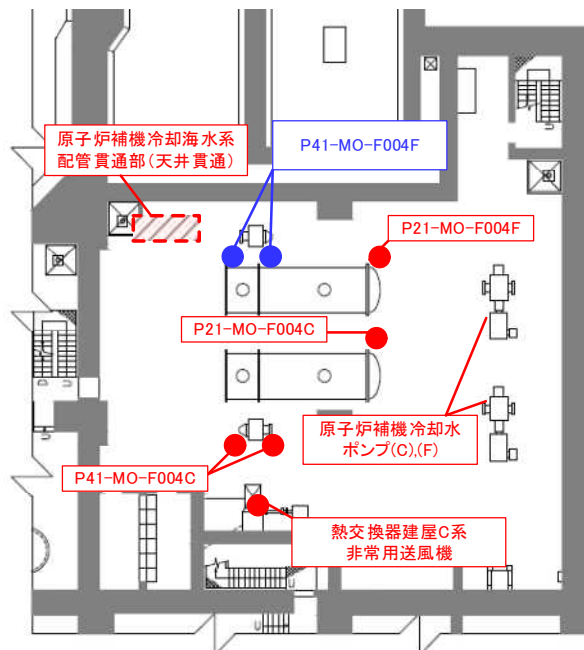 原子炉補機冷却海水系
配管貫通部(天井貫通)
P41-MO-F004F
P21-MO-F004F
P21-MO-F004C
原子炉補機冷却水
ポンプ(C),(F)
P41-MO-F004C
熱交換器建屋C系
非常用送風機